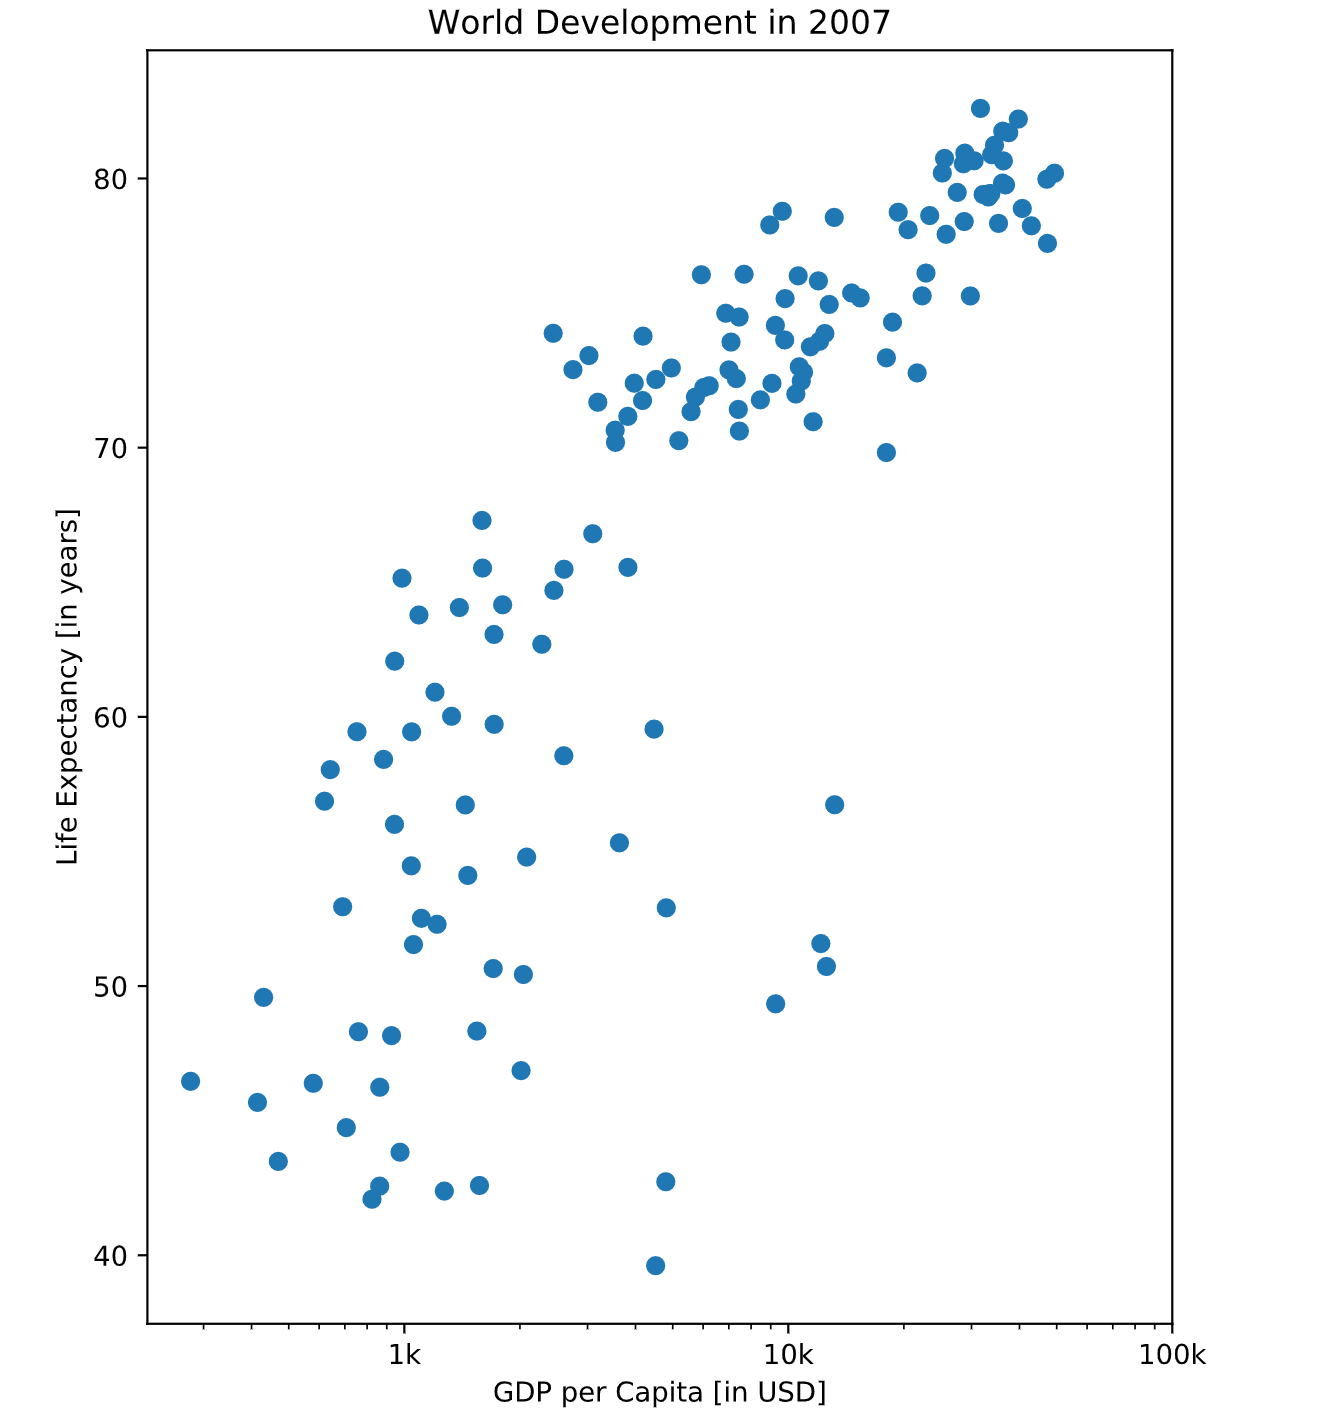 World Development in 2007
Life Expectancy [in years]
80
70
60
50
40
1k
10k
100k
GDP per Capita [in USD]